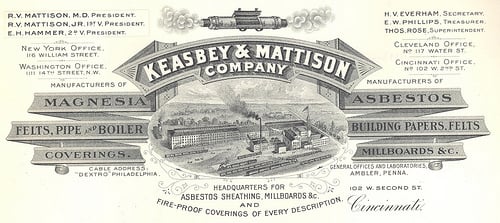 R.V. MATTISON, M.D. PRESIDENT.
R.V. MATTISON, JR. 1ST V. PRESIDENT.
E.H. HAMMER, 2D V. PRESIDENT.
NEW YORK OFFICE,
116 WILLIAM STREET.
WASHINGTON OFFICE,
1111 14TH STREET, N.W.
H.V. EVERHAM, SECRETARY.
E.W. PHILLIPS, TREASURER.
THOS. ROSE, SUPERINTENDENT.
CLEVELAND OFFICE,
NO 117 WATER ST.
CINCINNATI OFFICE,
NO 102 W. 2ND ST.
KEASBEY & MATTISON
COMPANY
MANUFACTURERS OF
MAGNESIA
FELTS, PIPE AND BOILER
COVERINGS
CABLE ADDRESS:
"DEXTRO" PHILADELPHIA.
MANUFACTURERS OF
ASBESTOS
BUILDING PAPERS, FELTS
MILLBOARDS &C.
GENERAL OFFICES AND LABORATORIES,
AMBLER, PENNA.
HEADQUARTERS FOR
ASBESTOS SHEATHING, MILLBOARDS &C.
AND
FIRE-PROOF COVERINGS OF EVERY DESCRIPTION.
102 W. SECOND ST.
Cincinnati,